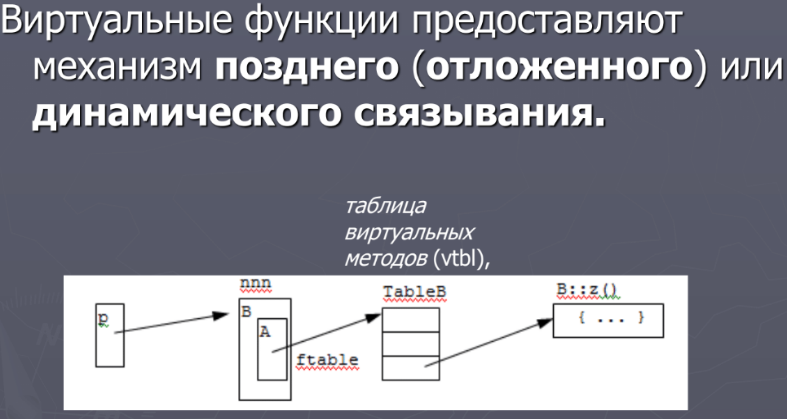 Виртуальные функции предоставляют
механизм позднего (отложенного) или
динамического связывания.
таблица
виртуальных
методов (vtbl),
nnn
TableB
B::z()
p
B
{ ... }
A
ftable